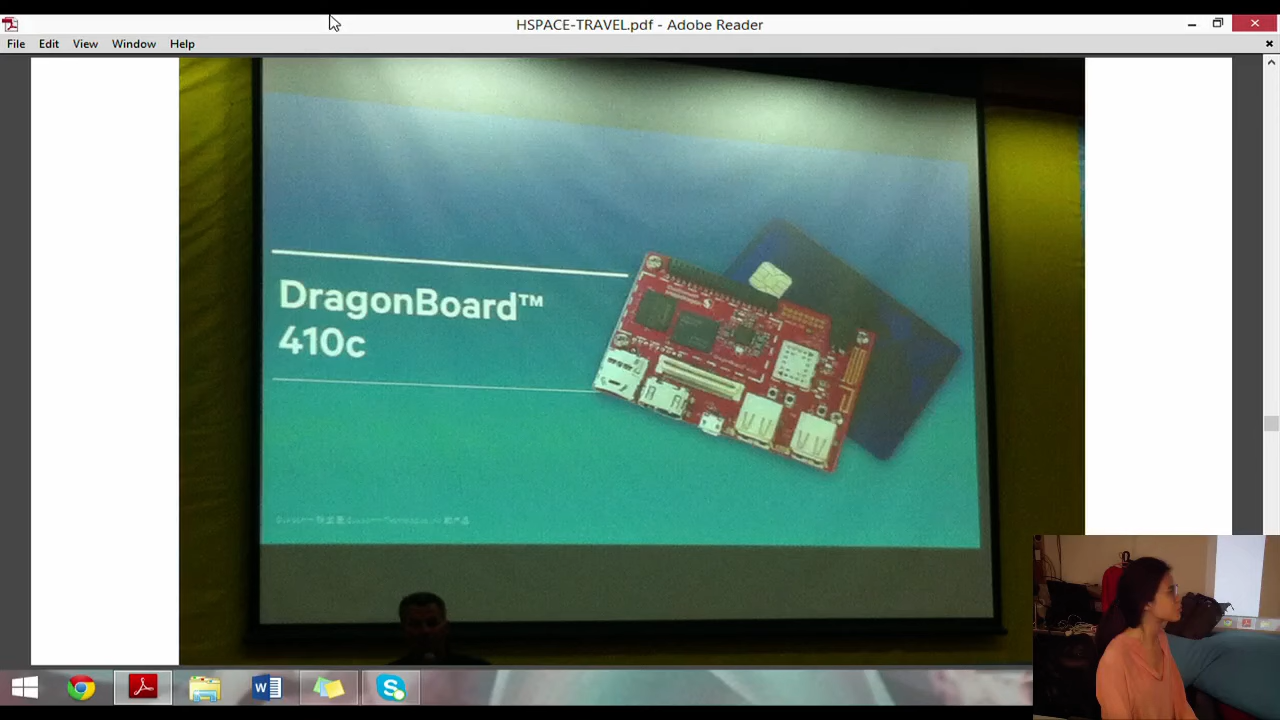 HSPACE-TRAVEL.pdf - Adobe Reader
File Edit View Window Help
DragonBoard™
410c